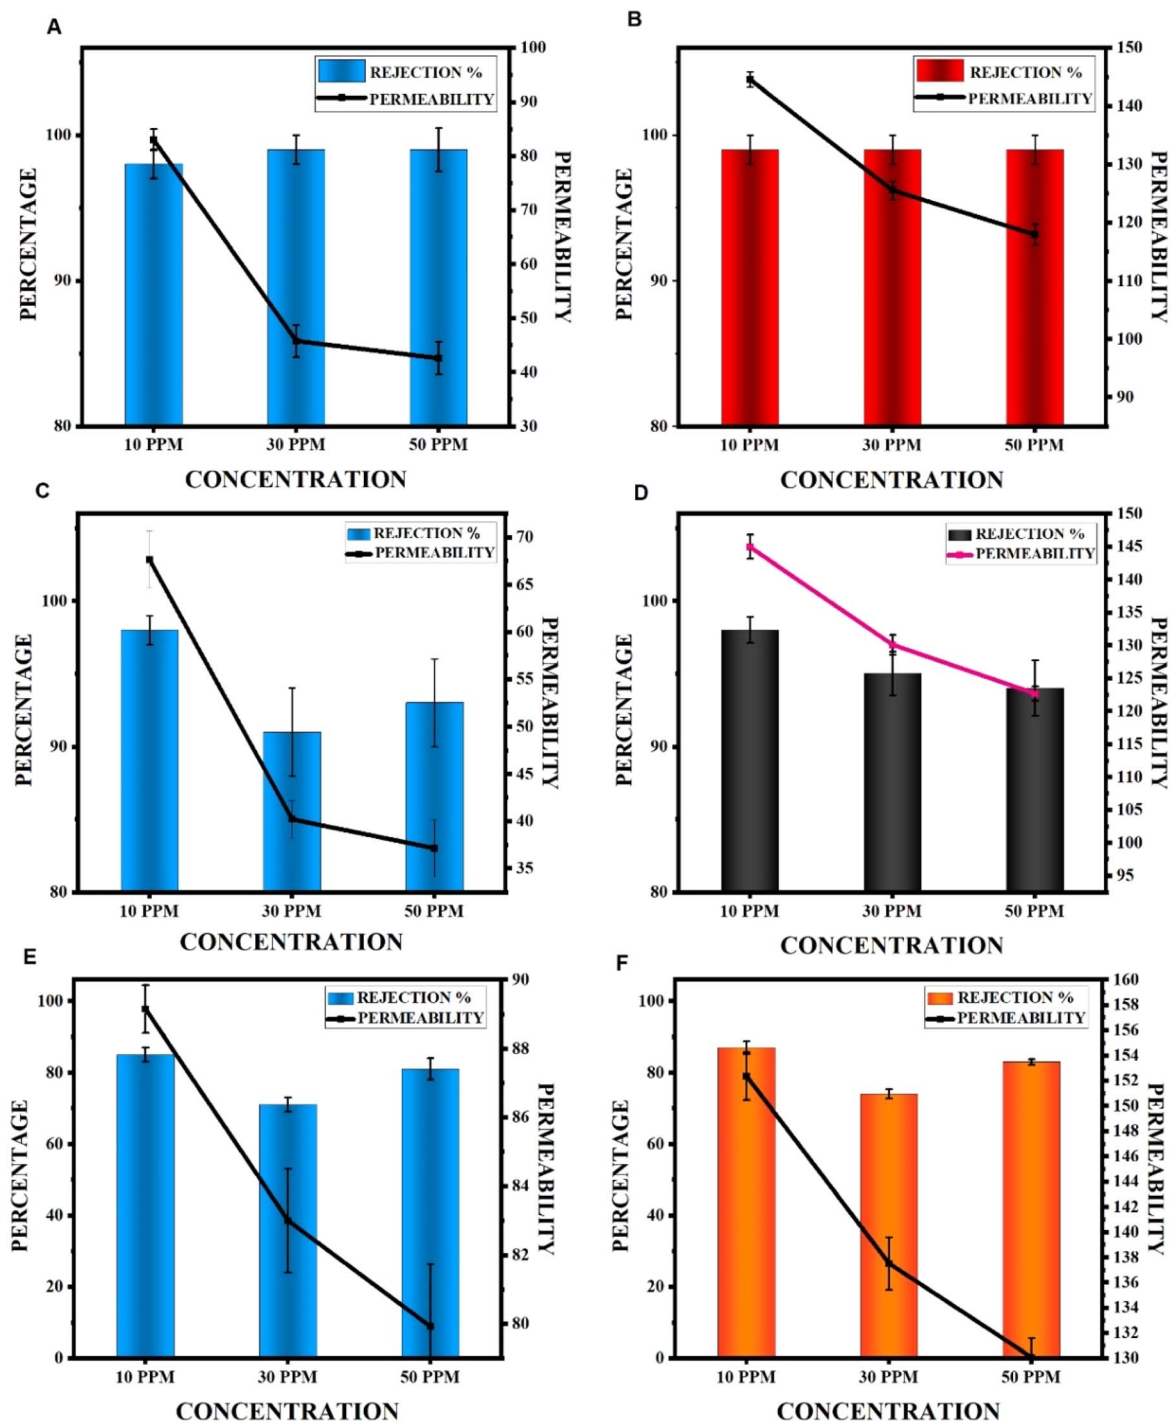 A
REJECTION %
PERMEABILITY
PERCENTAGE
100
90
80
100
90
80
70
60
50
40
30
PERMEABILITY
10 PPM 30 PPM 50 PPM
CONCENTRATION
B
REJECTION %
PERMEABILITY
PERCENTAGE
100
90
80
150
140
130
120
110
100
90
PERMEABILITY
10 PPM 30 PPM 50 PPM
CONCENTRATION
C
REJECTION %
PERMEABILITY
PERCENTAGE
100
90
80
70
65
60
55
50
45
40
35
PERMEABILITY
10 PPM 30 PPM 50 PPM
CONCENTRATION
D
REJECTION %
PERMEABILITY
PERCENTAGE
100
90
80
150
145
140
135
130
125
120
115
110
105
100
95
PERMEABILITY
10 PPM 30 PPM 50 PPM
CONCENTRATION
E
REJECTION %
PERMEABILITY
PERCENTAGE
100
80
60
40
20
0
90
88
86
84
82
80
PERMEABILITY
10 PPM 30 PPM 50 PPM
CONCENTRATION
F
REJECTION %
PERMEABILITY
PERCENTAGE
100
80
60
40
20
0
160
158
156
154
152
150
148
146
144
142
140
138
136
134
132
130
PERMEABILITY
10 PPM 30 PPM 50 PPM
CONCENTRATION